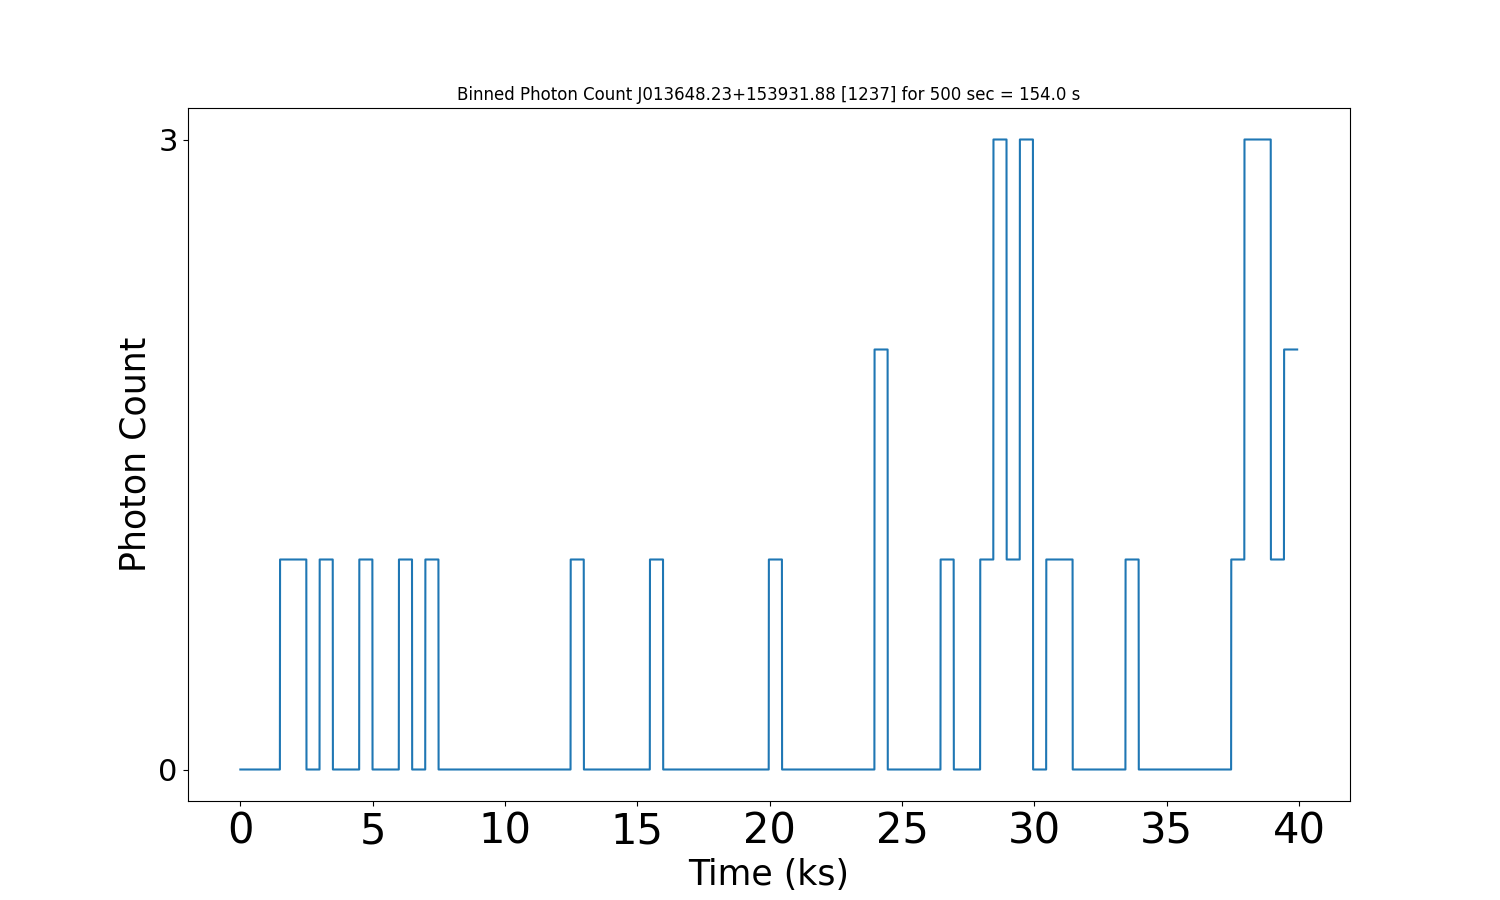 Binned Photon Count J013648.23+153931.88 [1237] for 500 sec = 154.0 s
3
Photon Count
0
0 5 10 15 20 25 30 35 40
Time (ks)